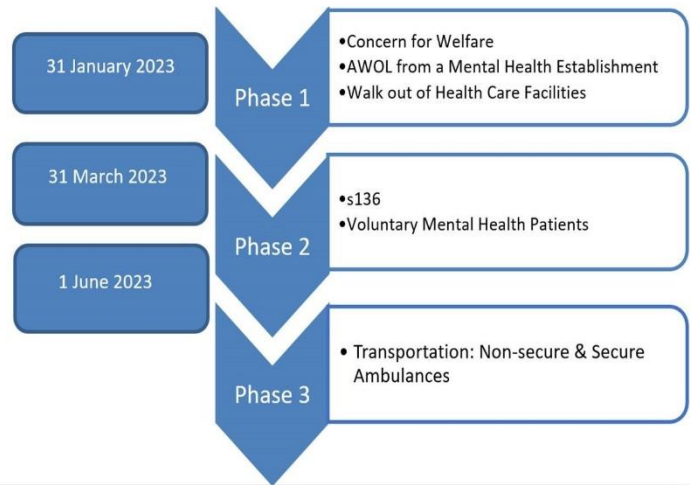 31 January 2023
Phase 1
•Concern for Welfare
•AWOL from a Mental Health Establishment
•Walk out of Health Care Facilities
31 March 2023
Phase 2
•s136
•Voluntary Mental Health Patients
1 June 2023
Phase 3
• Transportation: Non-secure & Secure
Ambulances